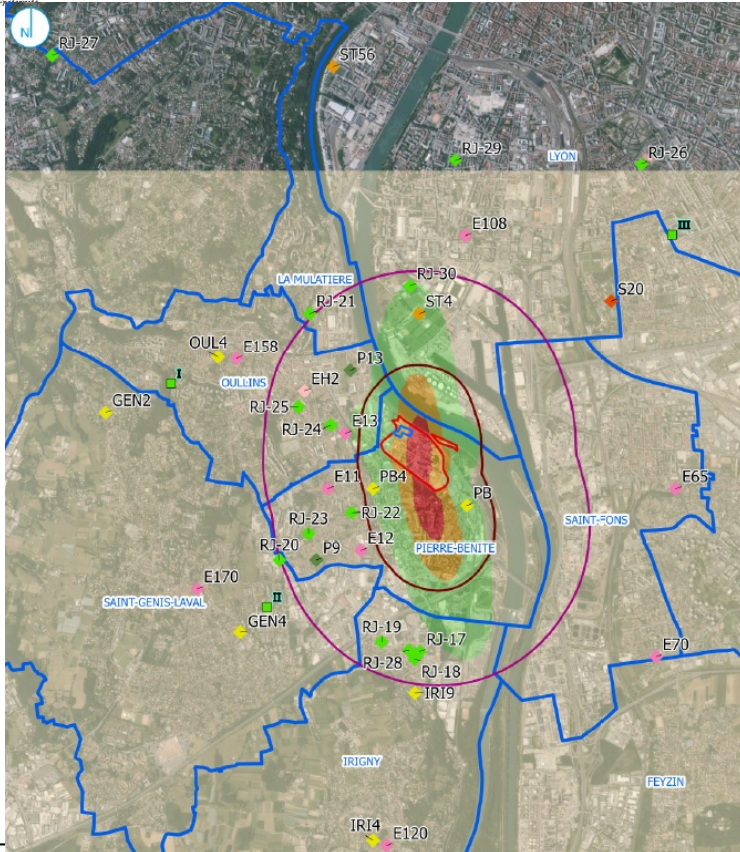 N
RJ-27
ST56
RJ-29
LYON
RJ-26
III
E108
LA MULATIERE
RJ-30
S20
RJ-21
ST4
OUL4
E158
P13
I
OULLINS
EH2
GEN2
RJ-25
RJ-24
E13
E11
PB4
PB
E65
RJ-22
SAINT-FONS
RJ-23
RJ-20
P9
E12
PIERRE-BENITE
E170
SAINT-GENIS-LAVAL
II
GEN4
RJ-19
RJ-17
RJ-28
RJ-18
E70
IRI9
IRIGNY
FEYZIN
IRI4
E120